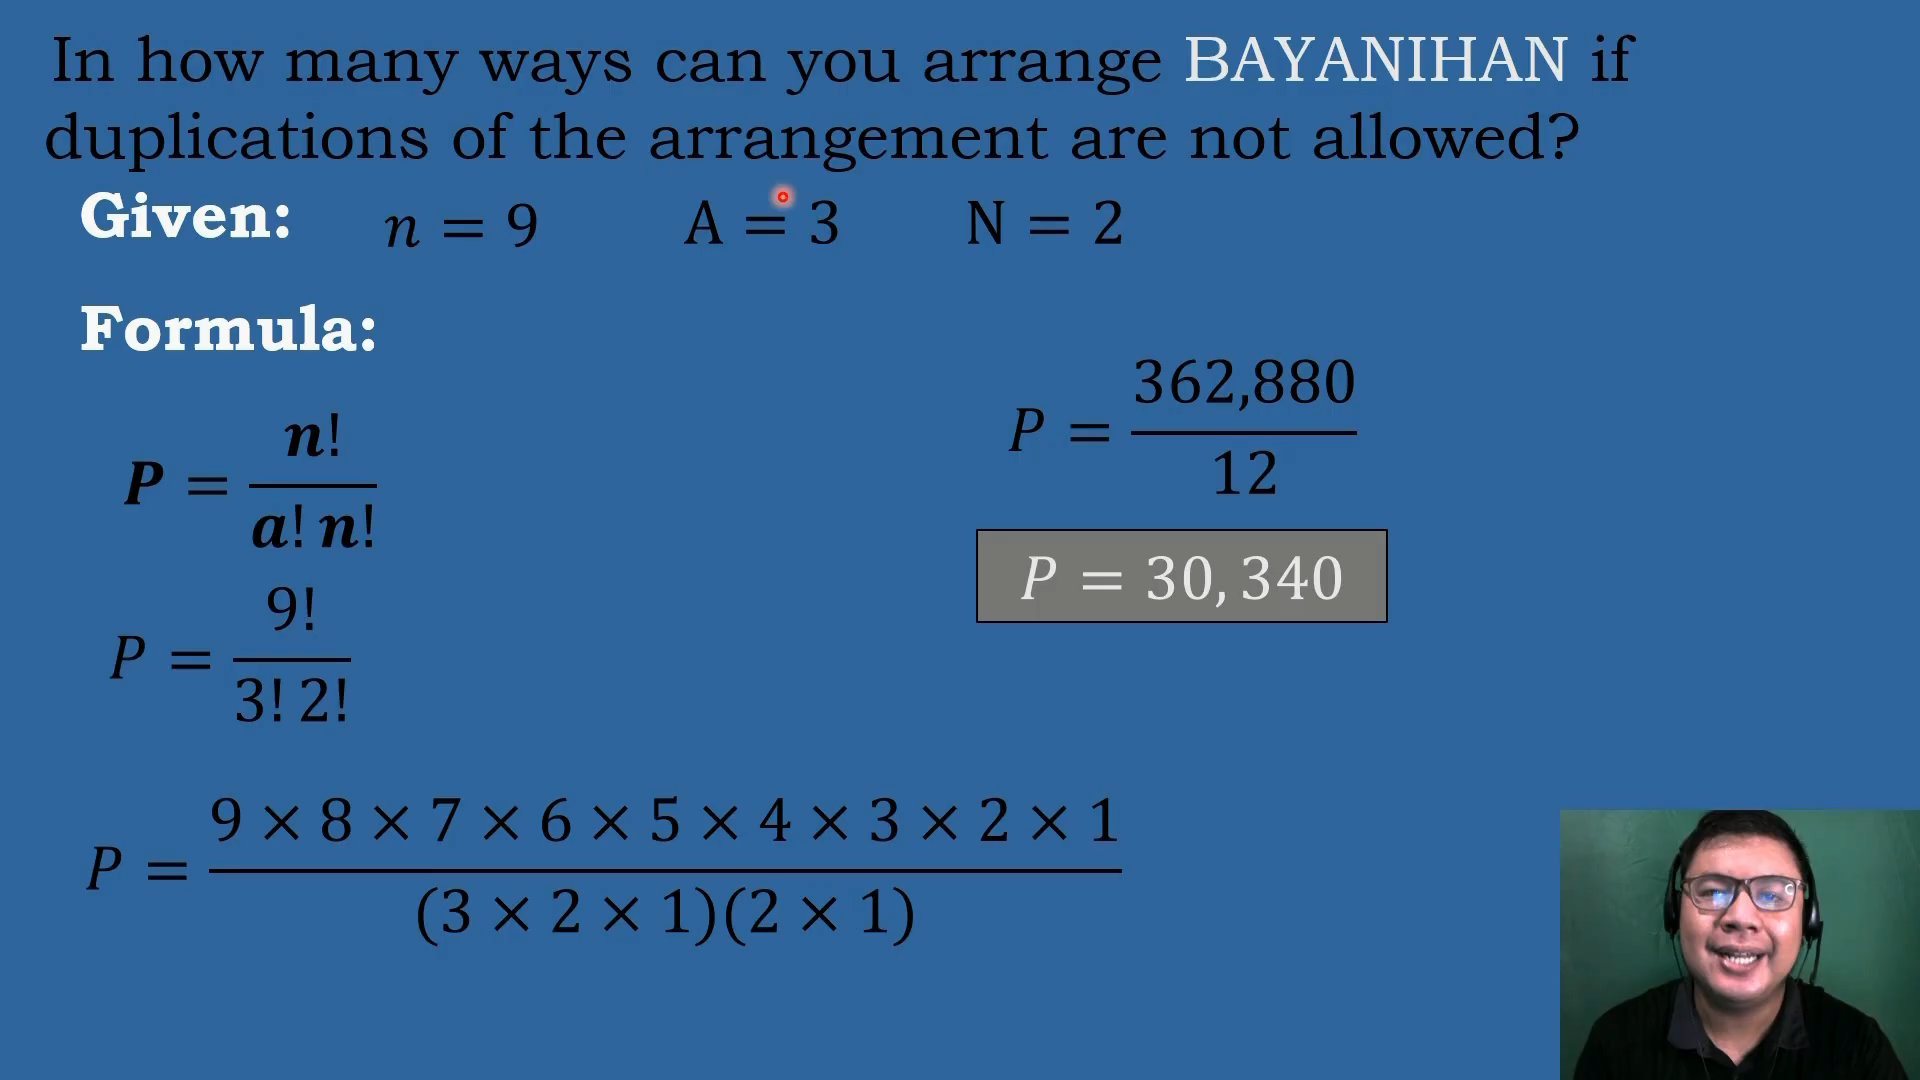 In how many ways can you arrange BAYANIHAN if
duplications of the arrangement are not allowed?
Given: n = 9 A = 3 N = 2
Formula:
P = n! / a! n!
P = 9! / 3! 2!
P = 9 × 8 × 7 × 6 × 5 × 4 × 3 × 2 × 1 / (3 × 2 × 1)(2 × 1)
P = 362,880 / 12
P = 30,340